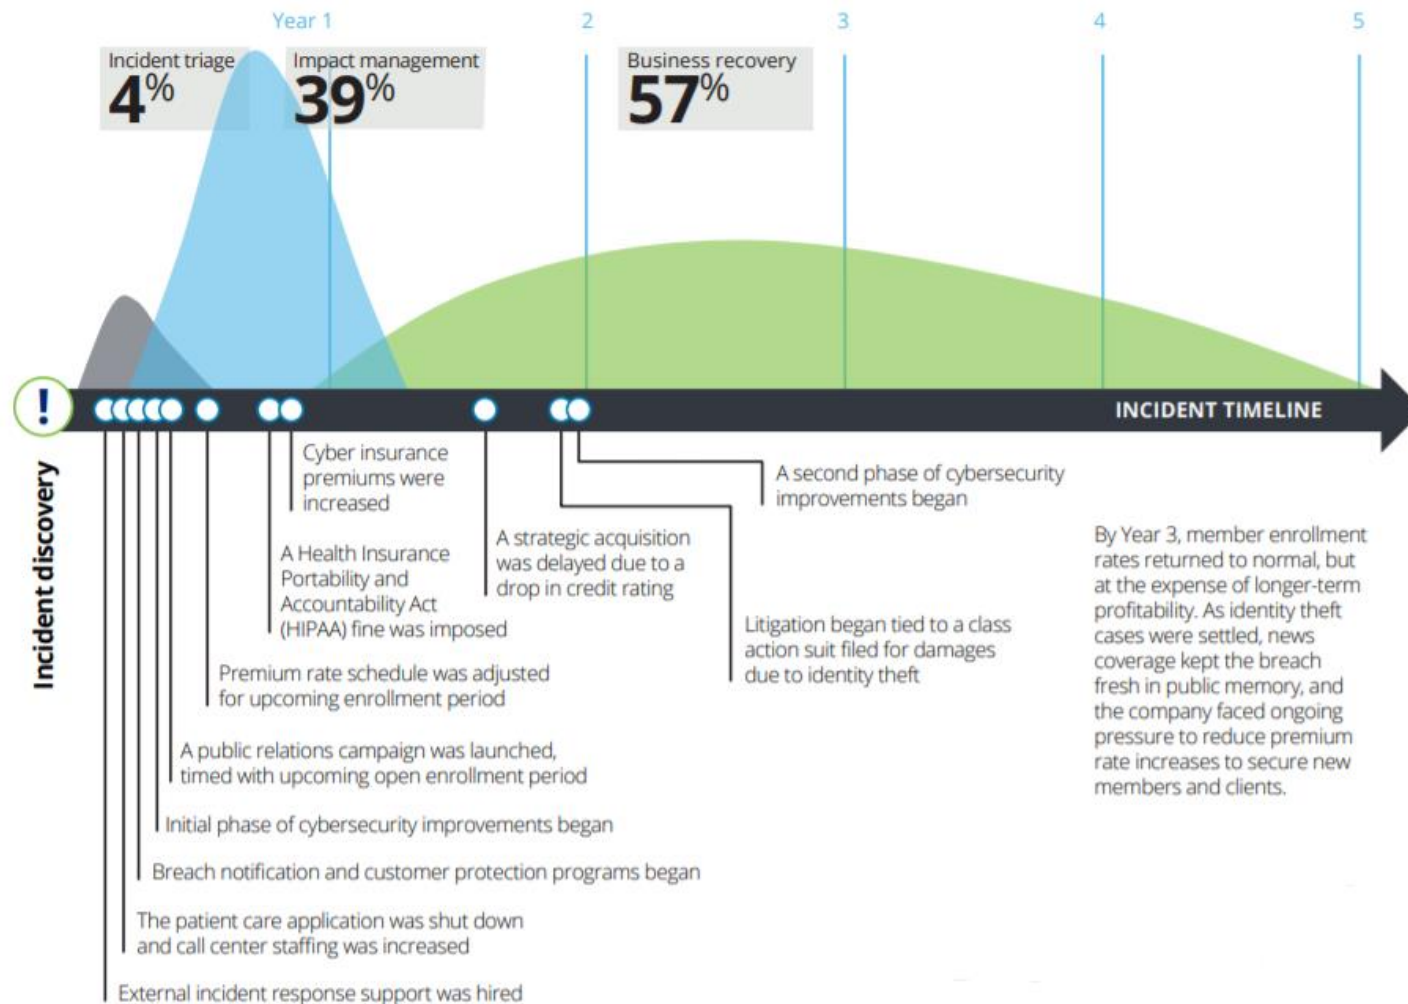 Year 1
2
3
4
5
Incident triage
4%
Impact management
39%
Business recovery
57%
!
INCIDENT TIMELINE
Incident discovery
Cyber insurance
premiums were
increased
A Health Insurance
Portability and
Accountability Act
(HIPAA) fine was imposed
Premium rate schedule was adjusted
for upcoming enrollment period
A public relations campaign was launched,
timed with upcoming open enrollment period
Initial phase of cybersecurity improvements began
Breach notification and customer protection programs began
The patient care application was shut down
and call center staffing was increased
External incident response support was hired
A strategic acquisition
was delayed due to a
drop in credit rating
A second phase of cybersecurity
improvements began
Litigation began tied to a class
action suit filed for damages
due to identity theft
By Year 3, member enrollment
rates returned to normal, but
at the expense of longer-term
profitability. As identity theft
cases were settled, news
coverage kept the breach
fresh in public memory, and
the company faced ongoing
pressure to reduce premium
rate increases to secure new
members and clients.